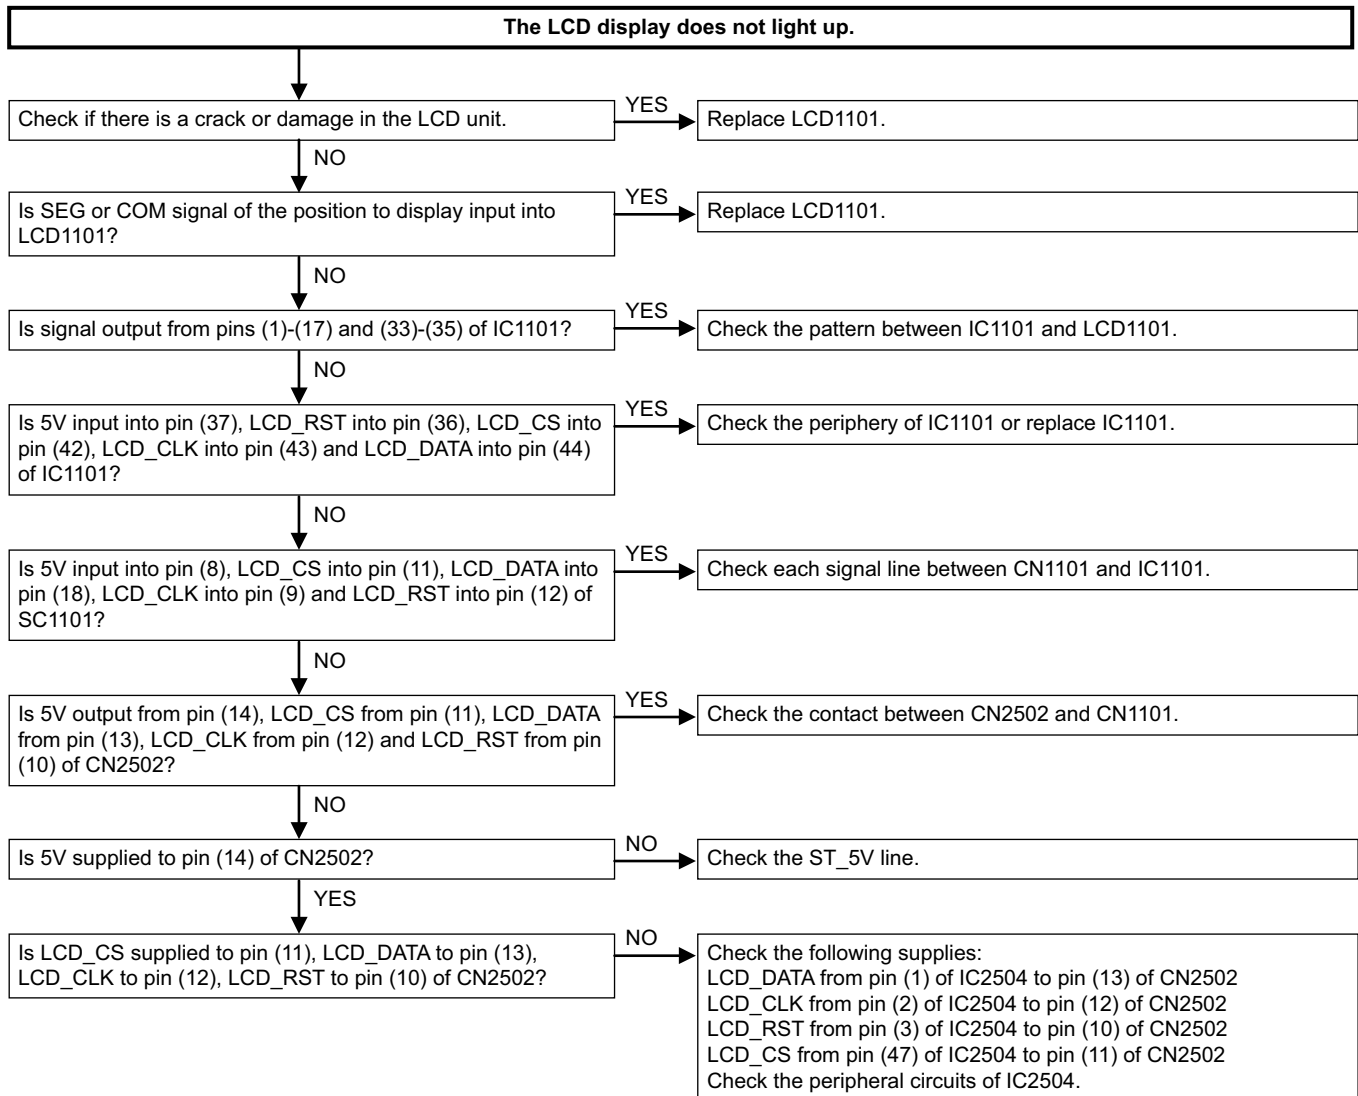 The LCD display does not light up.
Check if there is a crack or damage in the LCD unit.
YES
Replace LCD1101.
NO
Is SEG or COM signal of the position to display input into
LCD1101?
YES
Replace LCD1101.
NO
Is signal output from pins (1)-(17) and (33)-(35) of IC1101?
YES
Check the pattern between IC1101 and LCD1101.
NO
Is 5V input into pin (37), LCD_RST into pin (36), LCD_CS into
pin (42), LCD_CLK into pin (43) and LCD_DATA into pin (44)
of IC1101?
YES
Check the periphery of IC1101 or replace IC1101.
NO
Is 5V input into pin (8), LCD_CS into pin (11), LCD_DATA into
pin (18), LCD_CLK into pin (9) and LCD_RST into pin (12) of
SC1101?
YES
Check each signal line between CN1101 and IC1101.
NO
Is 5V output from pin (14), LCD_CS from pin (11), LCD_DATA
from pin (13), LCD_CLK from pin (12) and LCD_RST from pin
(10) of CN2502?
YES
Check the contact between CN2502 and CN1101.
NO
Is 5V supplied to pin (14) of CN2502?
NO
Check the ST_5V line.
YES
Is LCD_CS supplied to pin (11), LCD_DATA to pin (13),
LCD_CLK to pin (12), LCD_RST to pin (10) of CN2502?
NO
Check the following supplies:
LCD_DATA from pin (1) of IC2504 to pin (13) of CN2502
LCD_CLK from pin (2) of IC2504 to pin (12) of CN2502
LCD_RST from pin (3) of IC2504 to pin (10) of CN2502
LCD_CS from pin (47) of IC2504 to pin (11) of CN2502
Check the peripheral circuits of IC2504.